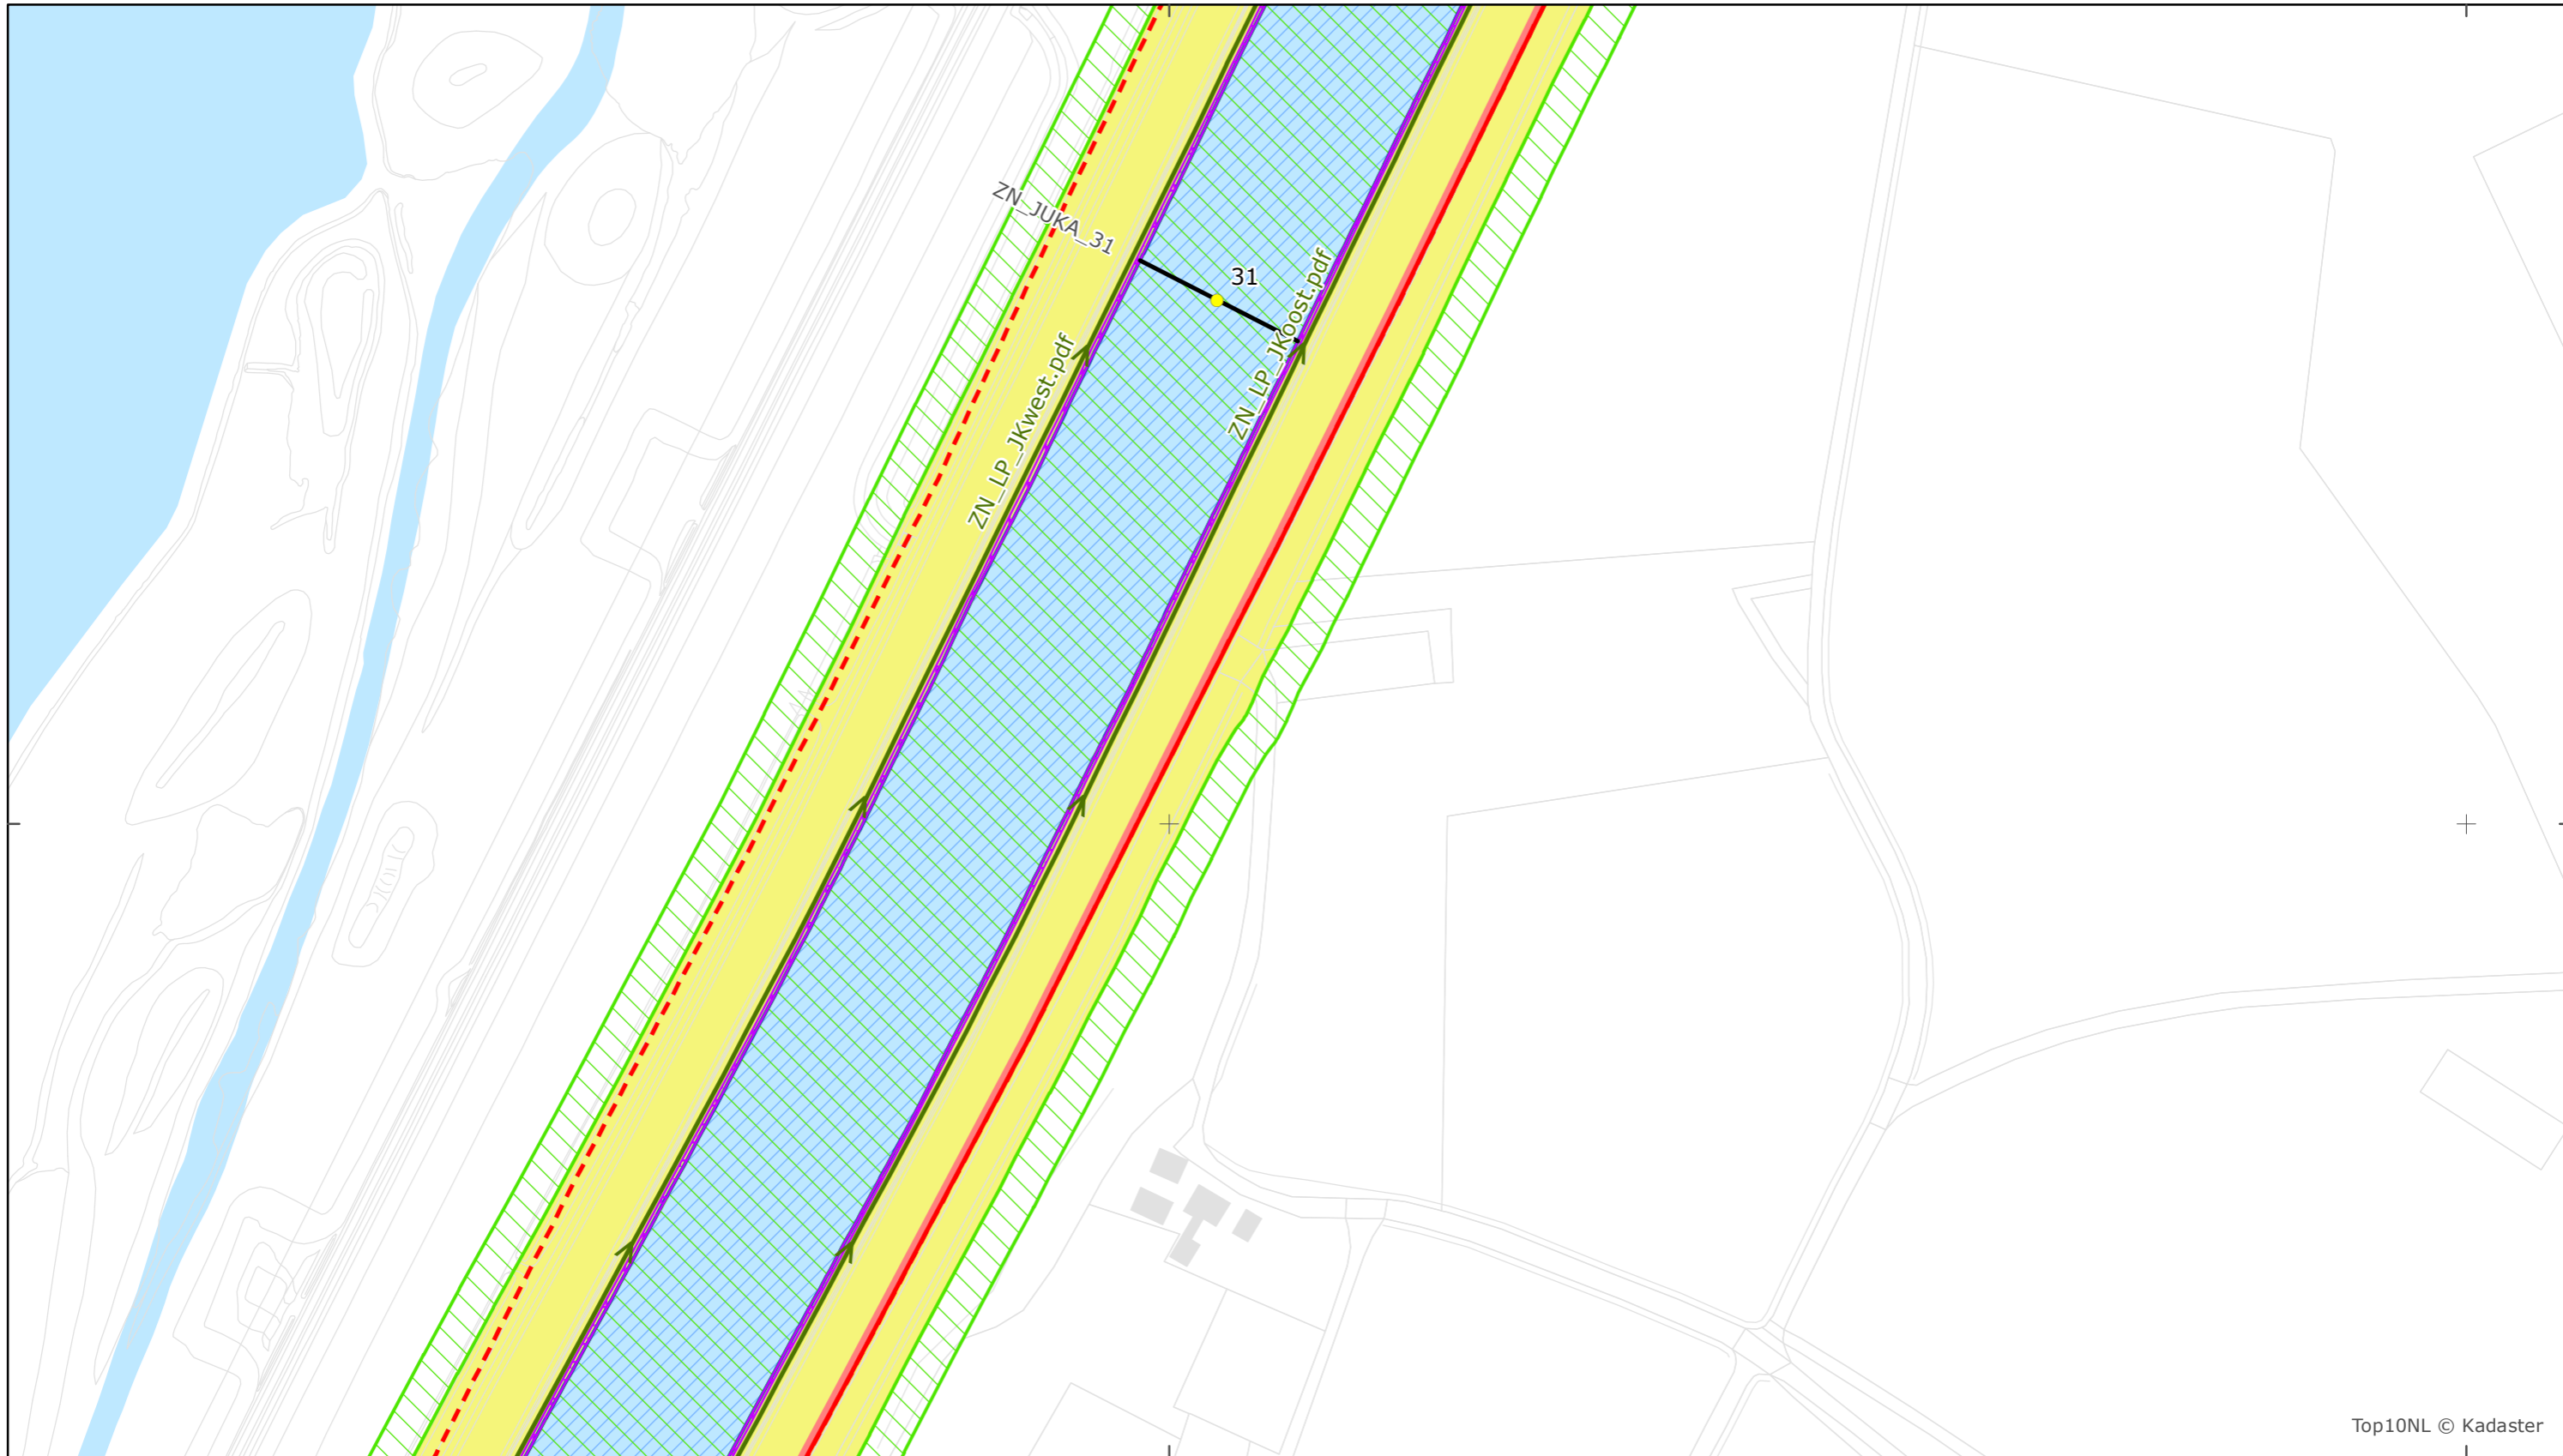 ZN_JUKA_31
31
ZN_LP_JKwest.pdf
ZN_LP_JKoost.pdf
Top10NL © Kadaster